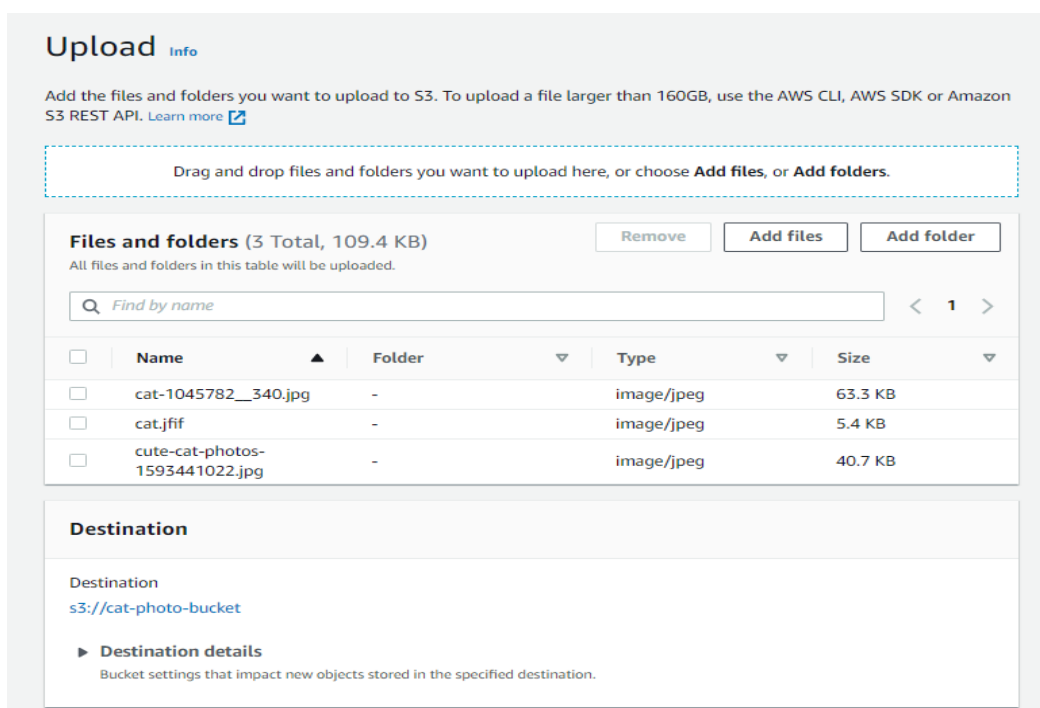 Upload Info
Add the files and folders you want to upload to S3. To upload a file larger than 160GB, use the AWS CLI, AWS SDK or Amazon
S3 REST API. Learn more
Drag and drop files and folders you want to upload here, or choose Add files, or Add folders.
Files and folders (3 Total, 109.4 KB)
Remove Add files Add folder
All files and folders in this table will be uploaded.
Find by name
1
Name Folder Type Size
cat-1045782__340.jpg - image/jpeg 63.3 KB
cat.jfif - image/jpeg 5.4 KB
cute-cat-photos-
1593441022.jpg - image/jpeg 40.7 KB
Destination
Destination
s3://cat-photo-bucket
Destination details
Bucket settings that impact new objects stored in the specified destination.